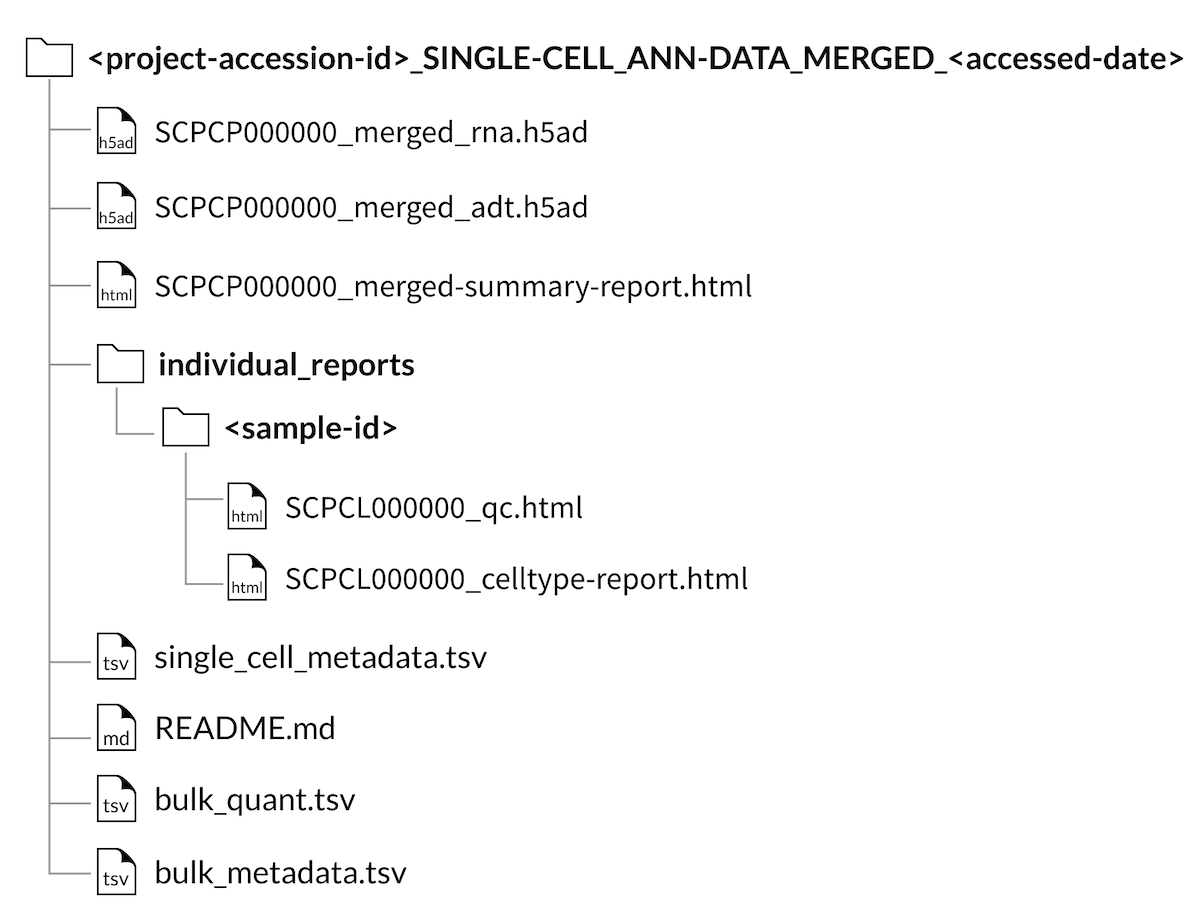 <project-accession-id>_SINGLE-CELL_ANN-DATA_MERGED_<accessed-date>
h5ad SCPCP000000_merged_rna.h5ad
h5ad SCPCP000000_merged_adt.h5ad
html SCPCP000000_merged-summary-report.html
individual_reports
<sample-id>
html SCPCL000000_qc.html
html SCPCL000000_celltype-report.html
tsv single_cell_metadata.tsv
md README.md
tsv bulk_quant.tsv
tsv bulk_metadata.tsv